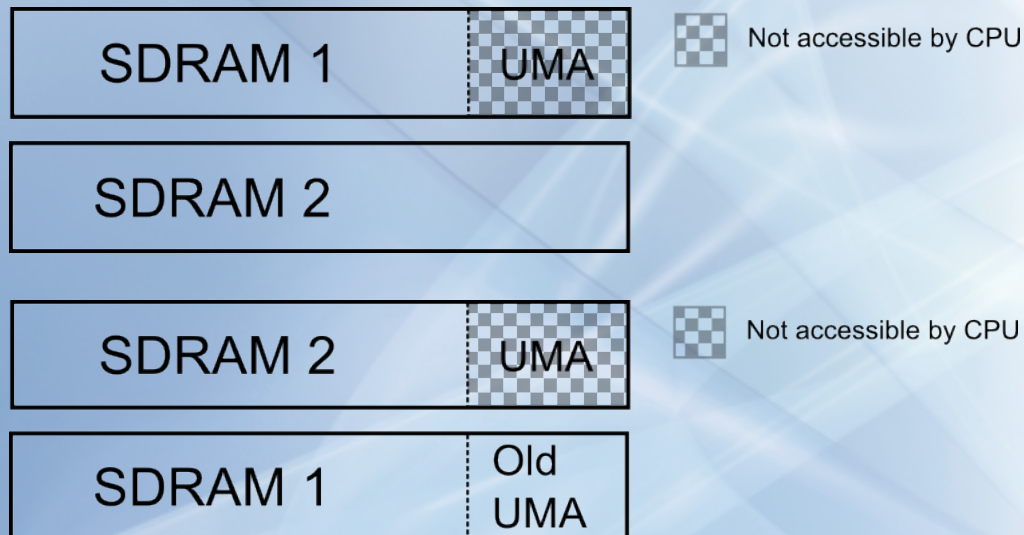 SDRAM 1 UMA Not accessible by CPU
SDRAM 2
SDRAM 2 UMA Not accessible by CPU
SDRAM 1 Old
UMA